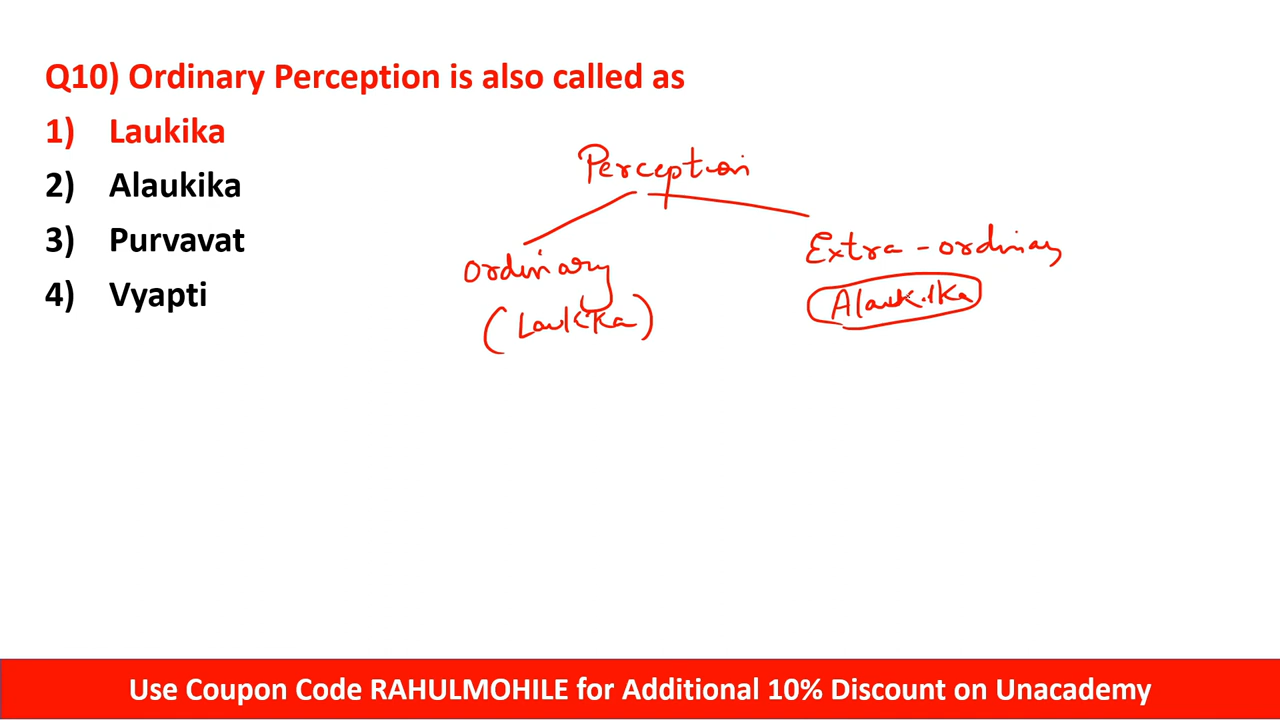 Q10) Ordinary Perception is also called as
1) Laukika
2) Alaukika
3) Purvavat
4) Vyapti
Perception
Ordinary
(Laukika)
Extra-ordinary
Alaukika
Use Coupon Code RAHULMOHILE for Additional 10% Discount on Unacademy